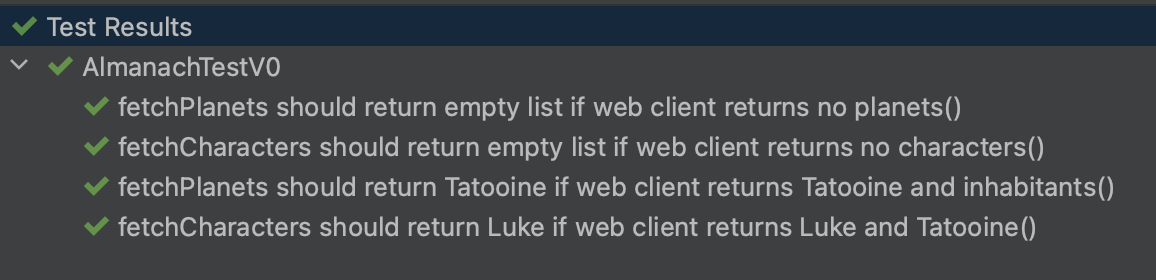 Test Results
AlmanachTestV0
fetchPlanets should return empty list if web client returns no planets()
fetchCharacters should return empty list if web client returns no characters()
fetchPlanets should return Tatooine if web client returns Tatooine and inhabitants()
fetchCharacters should return Luke if web client returns Luke and Tatooine()